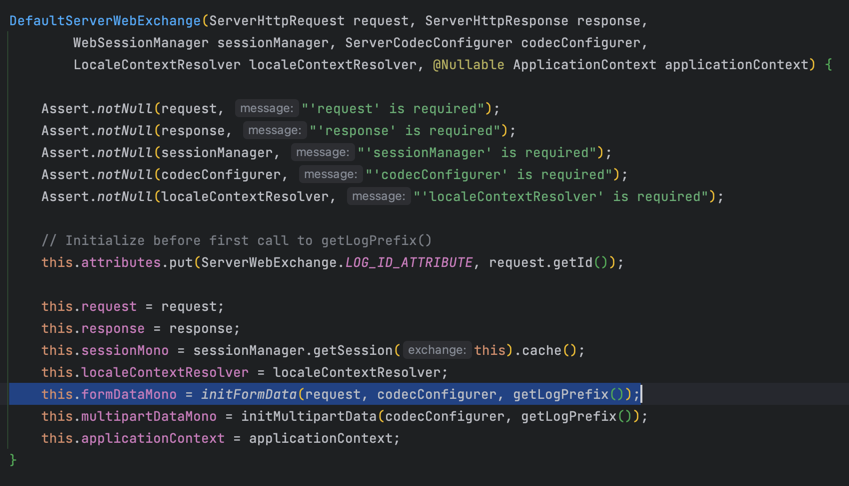 DefaultServerWebExchange(ServerHttpRequest request, ServerHttpResponse response,
WebSessionManager sessionManager, ServerCodecConfigurer codecConfigurer,
LocaleContextResolver localeContextResolver, @Nullable ApplicationContext applicationContext) {
Assert.notNull(request, message: "'request' is required");
Assert.notNull(response, message: "'response' is required");
Assert.notNull(sessionManager, message: "'sessionManager' is required");
Assert.notNull(codecConfigurer, message: "'codecConfigurer' is required");
Assert.notNull(localeContextResolver, message: "'localeContextResolver' is required");
// Initialize before first call to getLogPrefix()
this.attributes.put(ServerWebExchange.LOG_ID_ATTRIBUTE, request.getId());
this.request = request;
this.response = response;
this.sessionMono = sessionManager.getSession( exchange: this).cache();
this.localeContextResolver = localeContextResolver;
this.formDataMono = initFormData(request, codecConfigurer, getLogPrefix());
this.multipartDataMono = initMultipartData(codecConfigurer, getLogPrefix());
this.applicationContext = applicationContext;
}